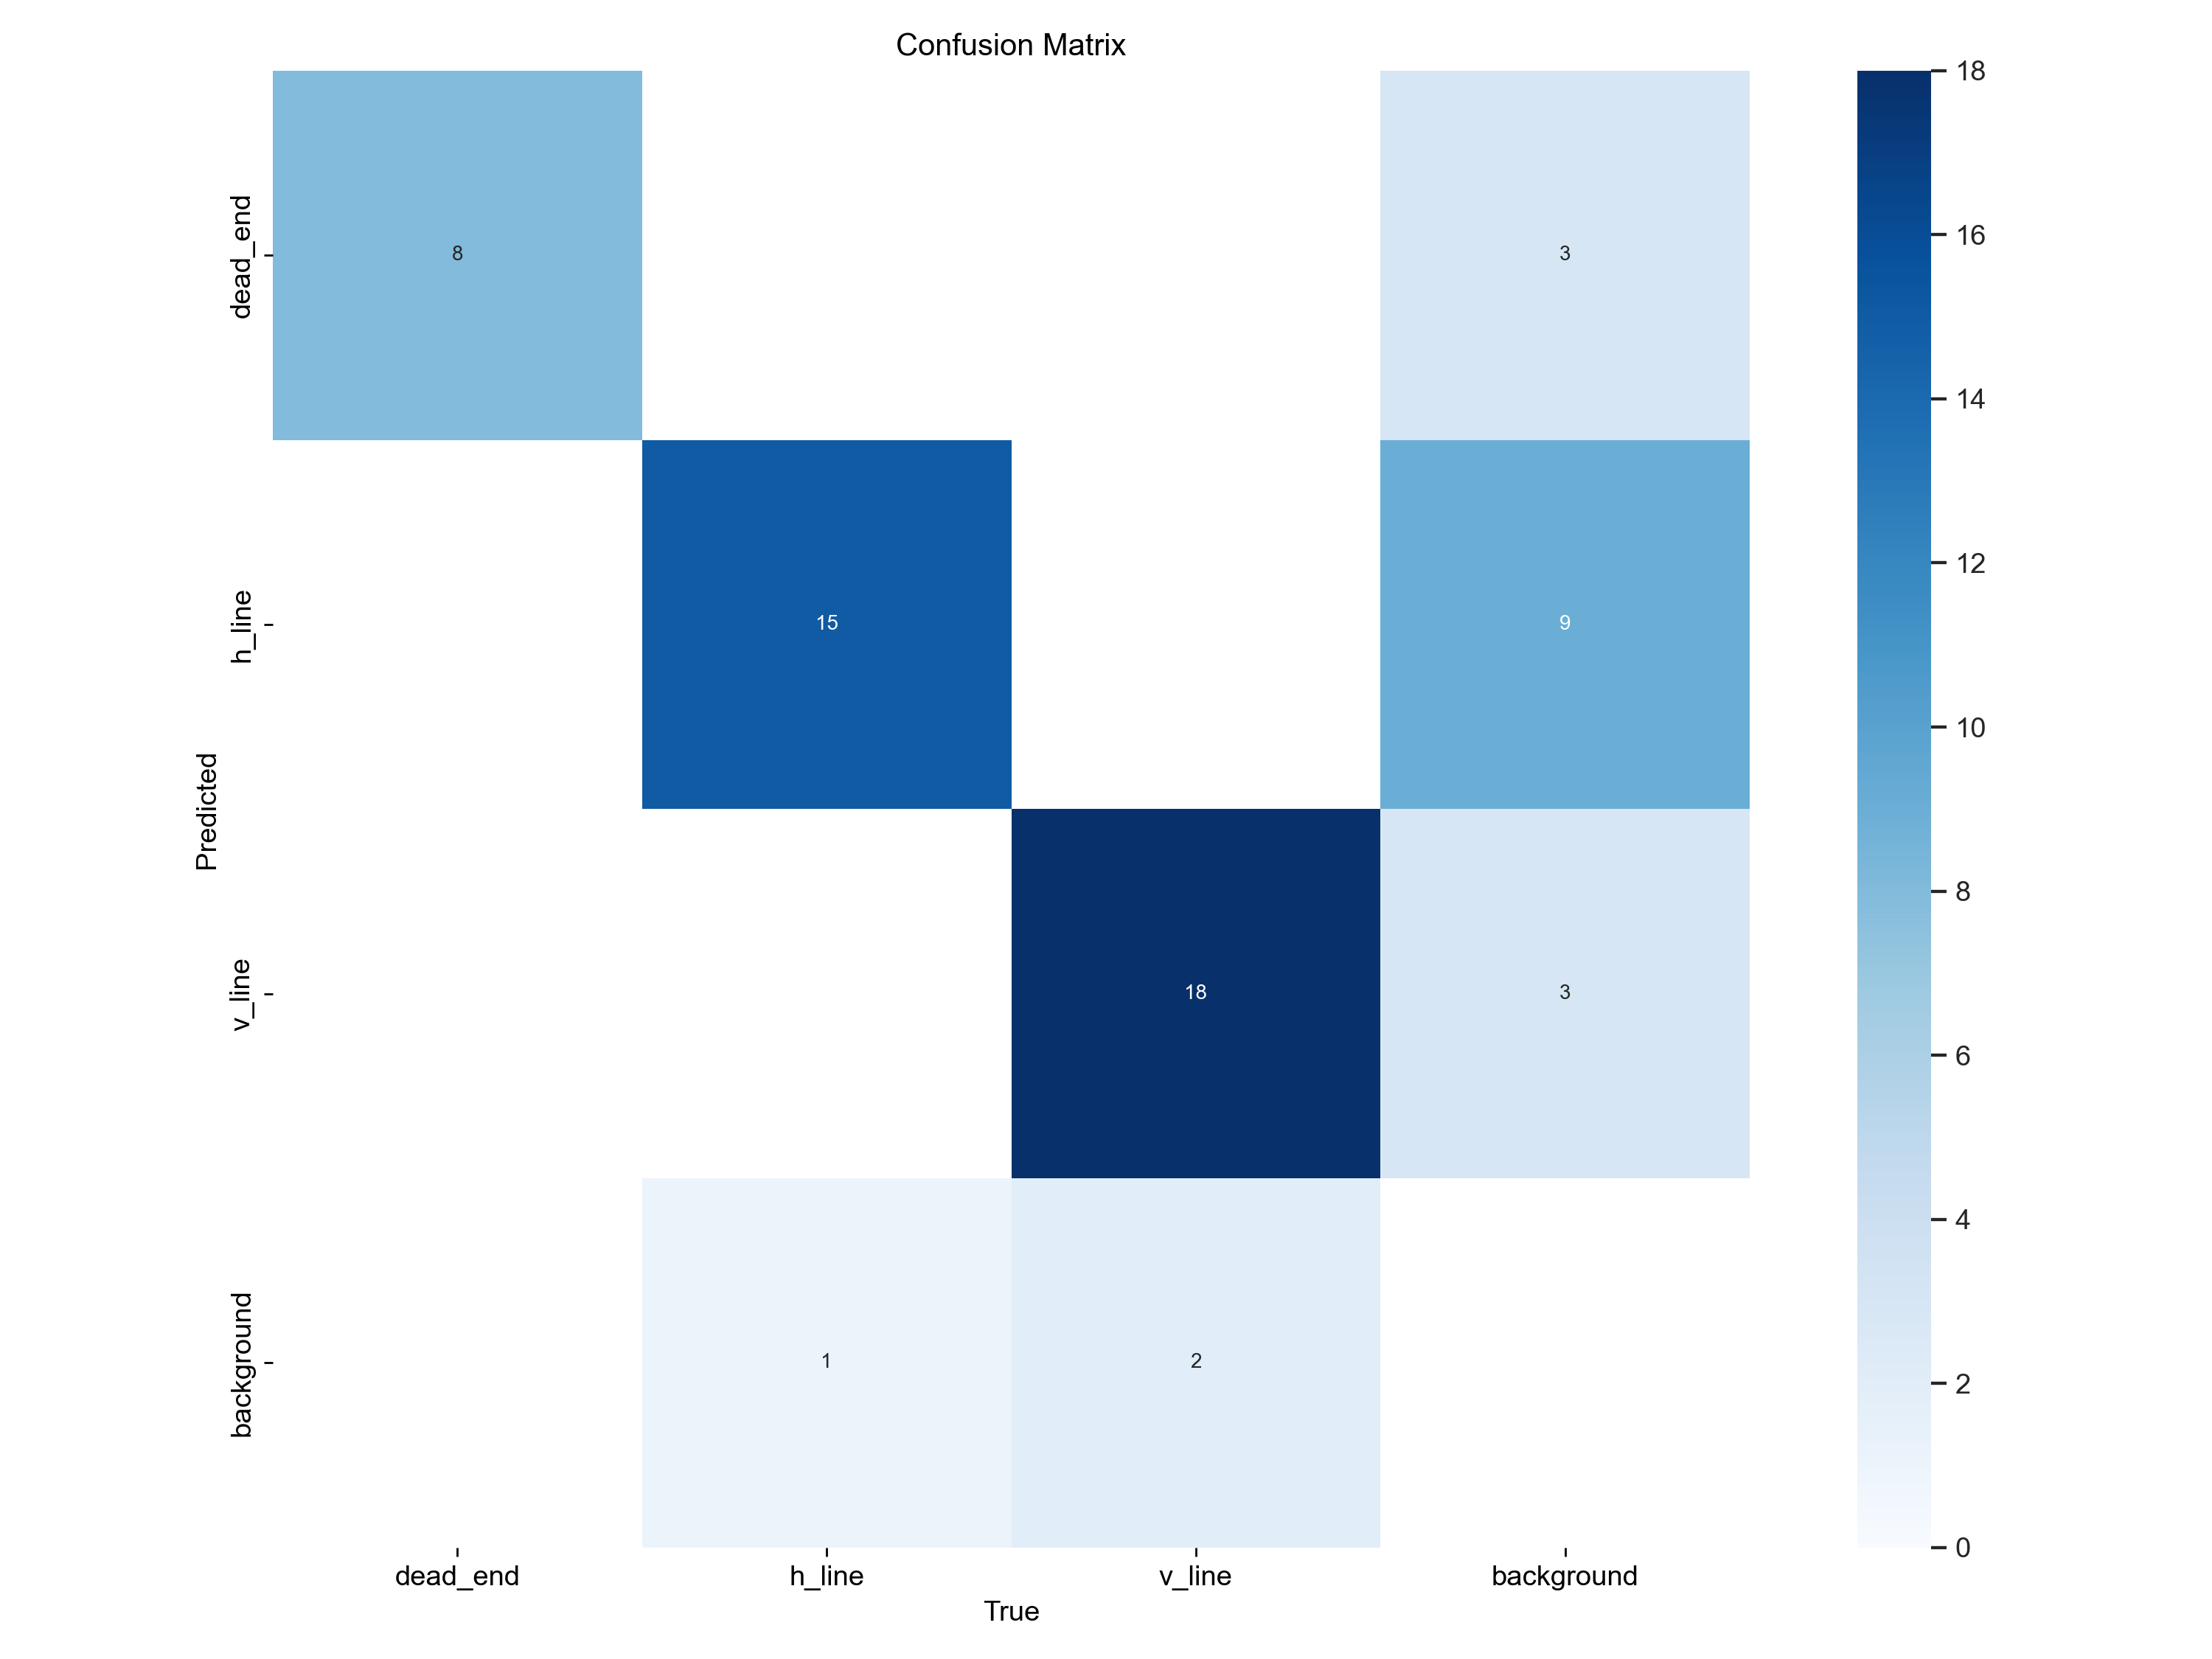 Confusion Matrix
dead_end
8
3
h_line
15
9
v_line
18
3
background
1
2
Predicted
dead_end
h_line
v_line
background
True
18
16
14
12
10
8
6
4
2
0